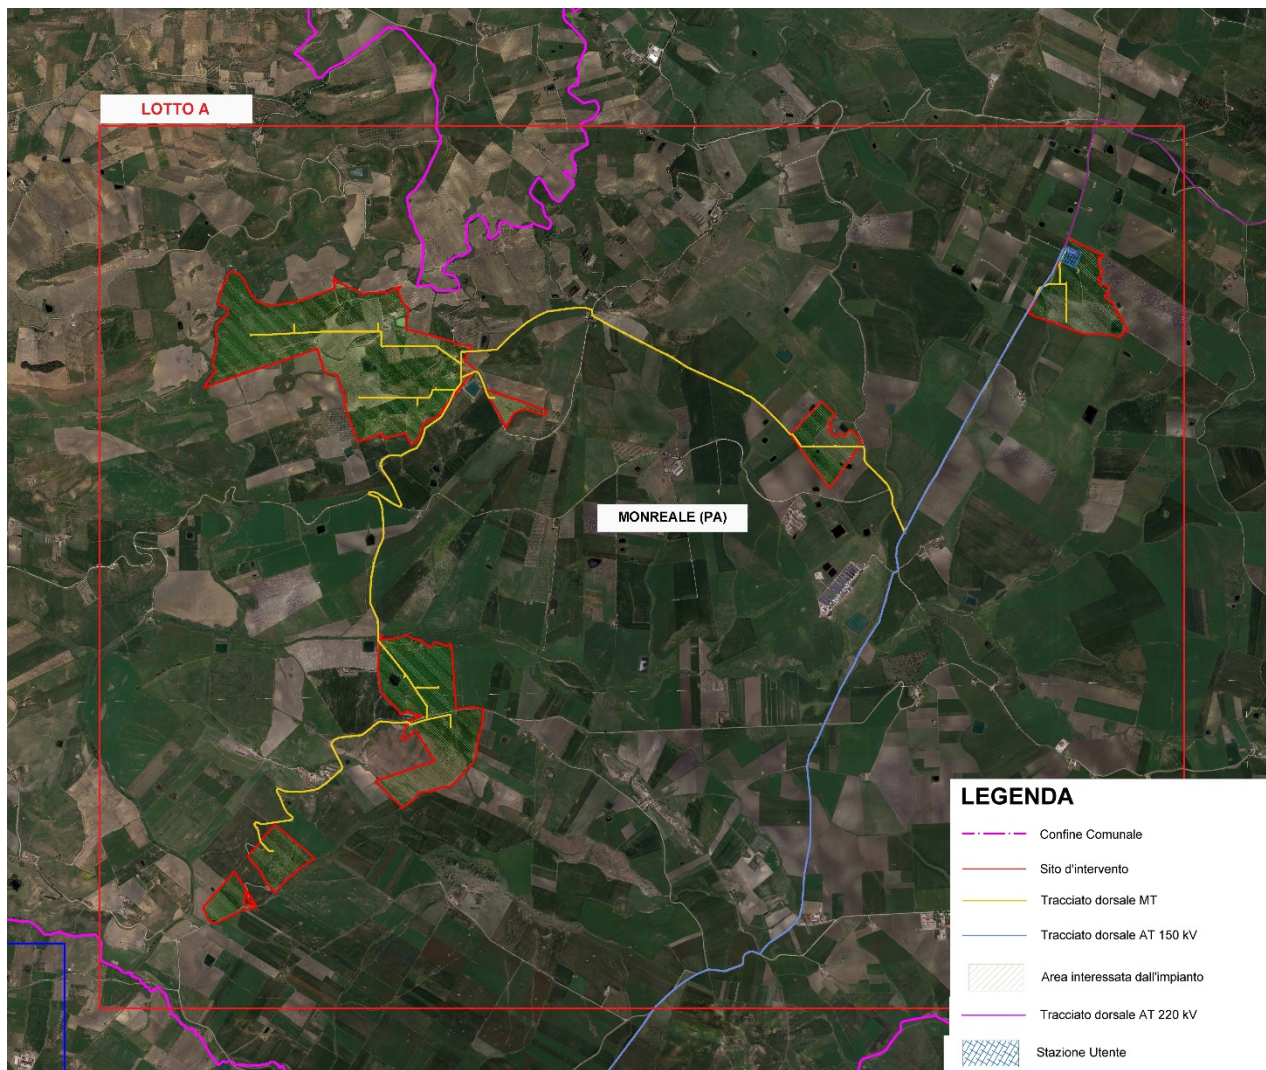 LOTTO A
MONREALE (PA)
LEGENDA
Confine Comunale
Sito d'intervento
Tracciato dorsale MT
Tracciato dorsale AT 150 kV
Area interessata dall'impianto
Tracciato dorsale AT 220 kV
Stazione Utente